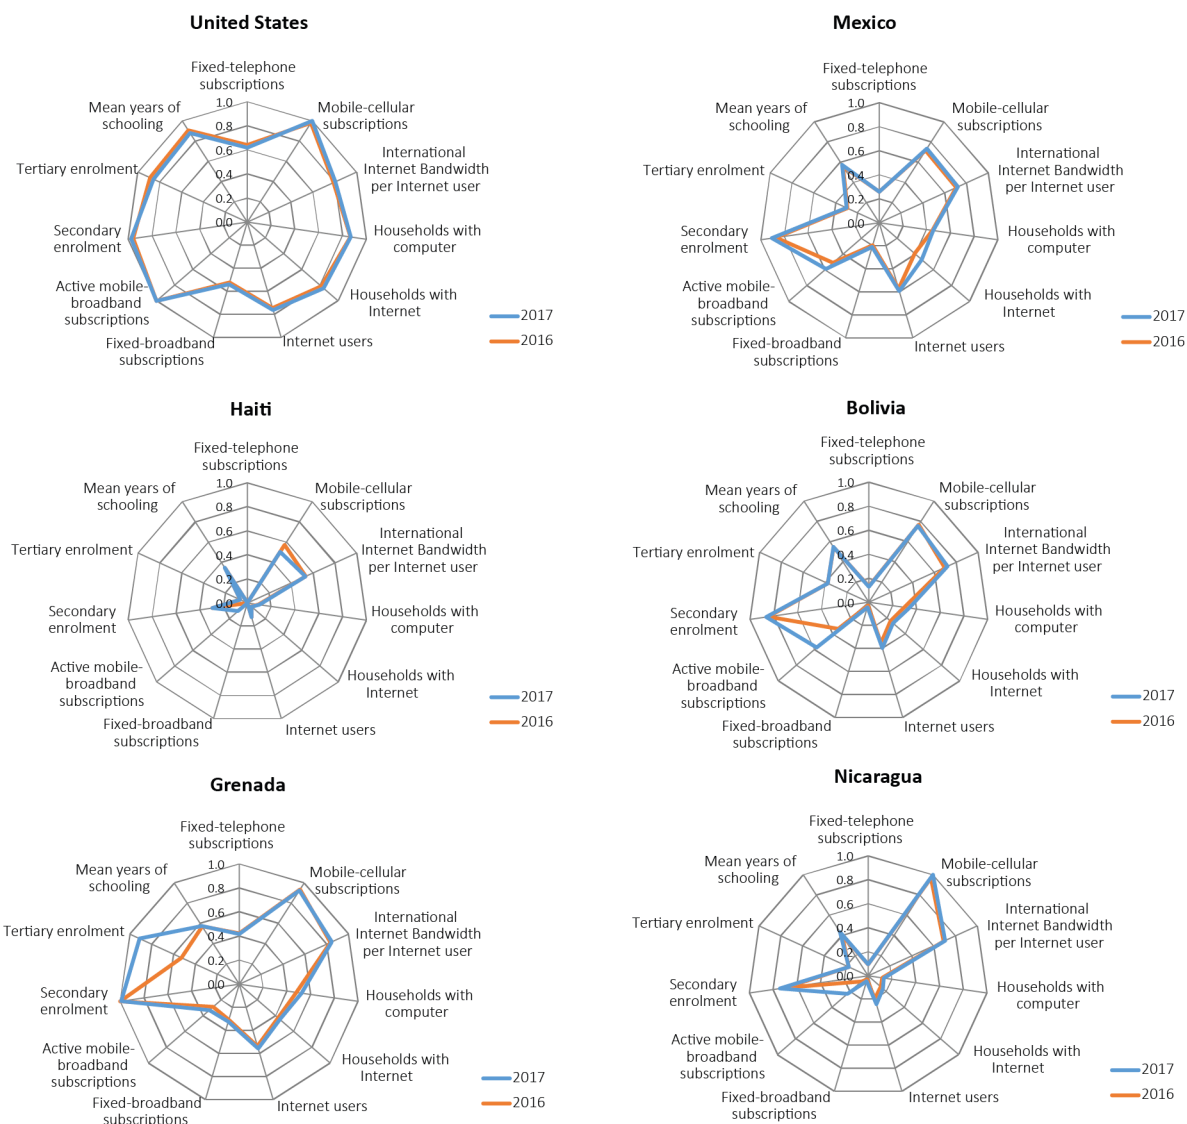 United States
Fixed-telephone
subscriptions
Mobile-cellular
subscriptions
International
Internet Bandwidth
per Internet user
Households with
computer
Households with
Internet
Internet users
Fixed-broadband
subscriptions
Active mobile-
broadband
subscriptions
Secondary
enrolment
Tertiary enrolment
Mean years of
schooling
1.0
0.8
0.6
0.4
0.2
0.0
2017
2016
Mexico
Fixed-telephone
subscriptions
Mobile-cellular
subscriptions
International
Internet Bandwidth
per Internet user
Households with
computer
Households with
Internet
Internet users
Fixed-broadband
subscriptions
Active mobile-
broadband
subscriptions
Secondary
enrolment
Tertiary enrolment
Mean years of
schooling
1.0
0.8
0.6
0.4
0.2
0.0
2017
2016
Haiti
Fixed-telephone
subscriptions
Mobile-cellular
subscriptions
International
Internet Bandwidth
per Internet user
Households with
computer
Households with
Internet
Internet users
Fixed-broadband
subscriptions
Active mobile-
broadband
subscriptions
Secondary
enrolment
Tertiary enrolment
Mean years of
schooling
1.0
0.8
0.6
0.4
0.2
0.0
2017
2016
Bolivia
Fixed-telephone
subscriptions
Mobile-cellular
subscriptions
International
Internet Bandwidth
per Internet user
Households with
computer
Households with
Internet
Internet users
Fixed-broadband
subscriptions
Active mobile-
broadband
subscriptions
Secondary
enrolment
Tertiary enrolment
Mean years of
schooling
1.0
0.8
0.6
0.4
0.2
0.0
2017
2016
Grenada
Fixed-telephone
subscriptions
Mobile-cellular
subscriptions
International
Internet Bandwidth
per Internet user
Households with
computer
Households with
Internet
Internet users
Fixed-broadband
subscriptions
Active mobile-
broadband
subscriptions
Secondary
enrolment
Tertiary enrolment
Mean years of
schooling
1.0
0.8
0.6
0.4
0.2
0.0
2017
2016
Nicaragua
Fixed-telephone
subscriptions
Mobile-cellular
subscriptions
International
Internet Bandwidth
per Internet user
Households with
computer
Households with
Internet
Internet users
Fixed-broadband
subscriptions
Active mobile-
broadband
subscriptions
Secondary
enrolment
Tertiary enrolment
Mean years of
schooling
1.0
0.8
0.6
0.4
0.2
0.0
2017
2016